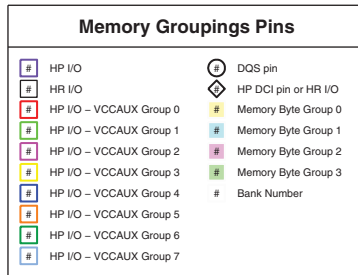 Memory Groupings Pins
# HP I/O
# HR I/O
# HP I/O – VCCAUX Group 0
# HP I/O – VCCAUX Group 1
# HP I/O – VCCAUX Group 2
# HP I/O – VCCAUX Group 3
# HP I/O – VCCAUX Group 4
# HP I/O – VCCAUX Group 5
# HP I/O – VCCAUX Group 6
# HP I/O – VCCAUX Group 7
# DQS pin
# HP DCI pin or HR I/O
# Memory Byte Group 0
# Memory Byte Group 1
# Memory Byte Group 2
# Memory Byte Group 3
# Bank Number